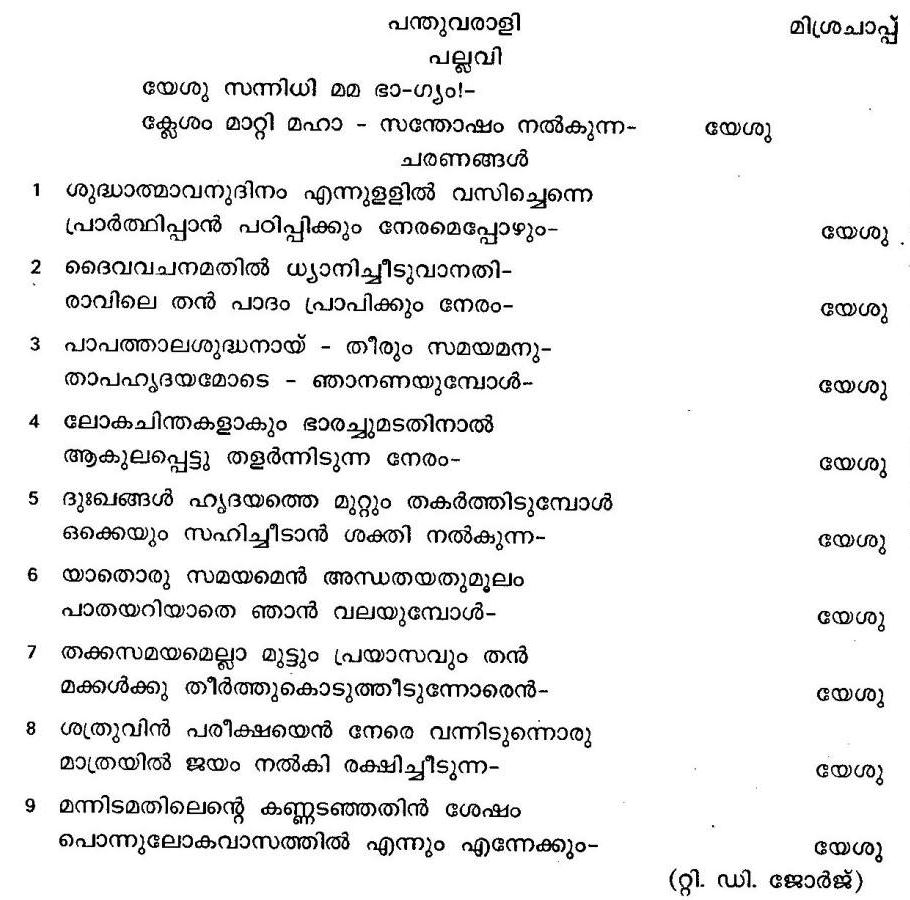 പന്തുവരാളി മിശ്രചാപ്പ്
പല്ലവി
യേശു സന്നിധി മമ ഭാ-ഗ്യം!-
ക്ലേശം മാറ്റി മഹാ - സന്തോഷം നൽകുന്ന- യേശു
ചരണങ്ങൾ
1 ശുദ്ധാത്മാവനുദിനം എന്നുള്ളിൽ വസിച്ചെന്നെ
പ്രാർത്ഥിപ്പാൻ പഠിപ്പിക്കും നേരമെപ്പോഴും- യേശു
2 ദൈവവചനമതിൽ ധ്യാനിച്ചീടുവാനതി-
രാവിലെ തൻ പാദം പ്രാപിക്കും നേരം- യേശു
3 പാപത്താലശുദ്ധനായ് - തീരും സമയമനു-
താപഹൃദയമോടെ - ഞാനണയുമ്പോൾ- യേശു
4 ലോകചിന്തകളാകും ഭാരച്ചുമടതിനാൽ
ആകുലപ്പെട്ടു തളർന്നിടുന്ന നേരം- യേശു
5 ദുഃഖങ്ങൾ ഹൃദയത്തെ മുറ്റും തകർത്തിടുമ്പോൾ
ഒക്കെയും സഹിച്ചീടാൻ ശക്തി നൽകുന്ന- യേശു
6 യാതൊരു സമയമെൻ അന്ധതയതുമൂലം
പാതയറിയാതെ ഞാൻ വലയുമ്പോൾ- യേശു
7 തക്കസമയമെല്ലാ മുട്ടും പ്രയാസവും തൻ
മക്കൾക്കു തീർത്തുകൊടുത്തീടുന്നോരെൻ- യേശു
8 ശത്രുവിൻ പരീക്ഷയെൻ നേരെ വന്നിടുന്നൊരു
മാത്രയിൽ ജയം നൽകി രക്ഷിച്ചീടുന്ന- യേശു
9 മന്നിടമതിലെന്റെ കണ്ണടഞ്ഞതിൻ ശേഷം
പൊന്നുലോകവാസത്തിൽ എന്നും എന്നേക്കും- യേശു
(റ്റി. ഡി. ജോർജ്)